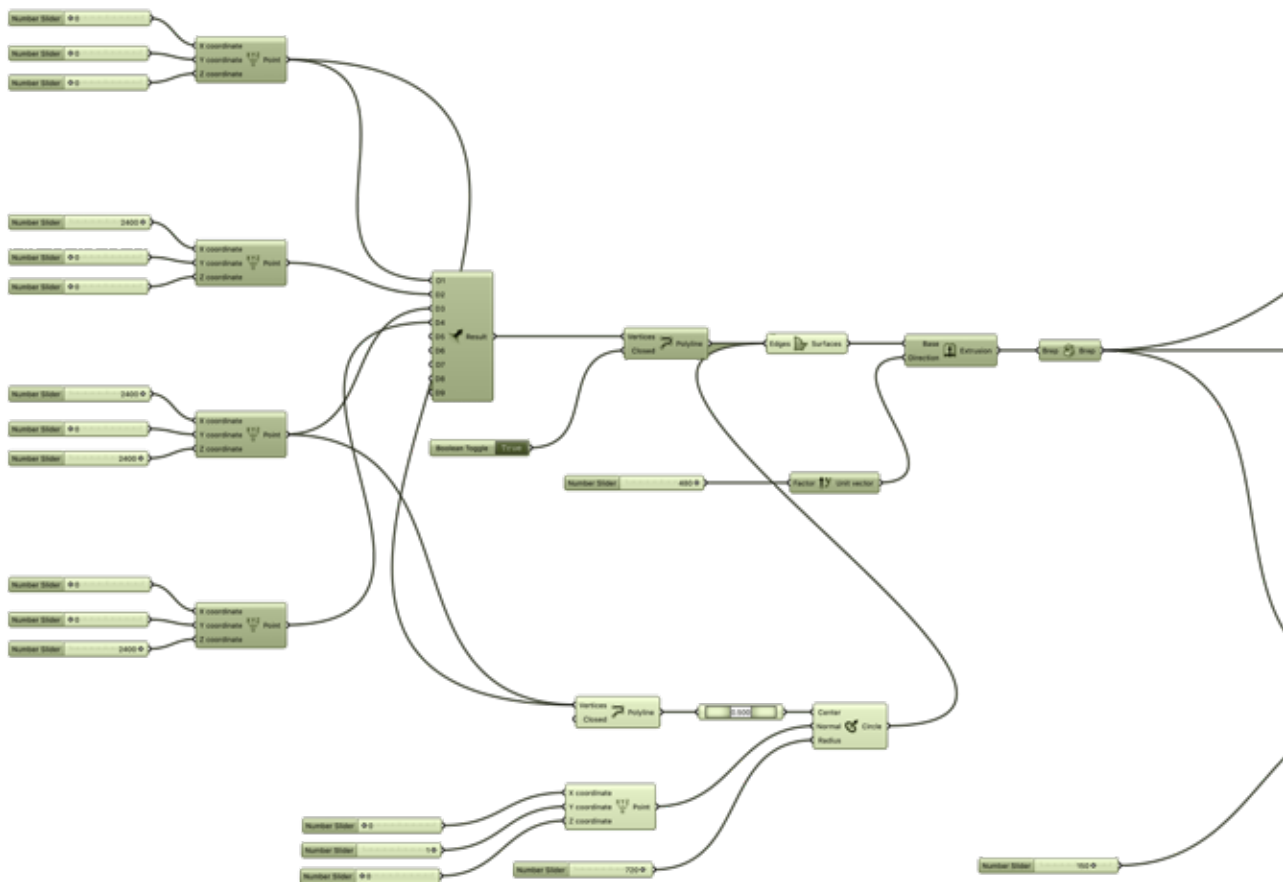 Number Slider 0
X coordinate
Number Slider 0
Y coordinate
Point
Z coordinate
Number Slider 0
Number Slider 2400
X coordinate
Number Slider 0
Y coordinate
Point
Z coordinate
Number Slider 0
D1
D2
D3
D4
D5
D6
D7
D8
D9
Result
Vertices
Closed
Polyline
Edges
Surfaces
Base
Direction
Extrusion
Brep
Brep
Number Slider 2400
X coordinate
Number Slider 0
Y coordinate
Point
Z coordinate
Number Slider 2400
Boolean Toggle True
Number Slider 480
Factor
Unit vector
Number Slider 0
X coordinate
Number Slider 0
Y coordinate
Point
Z coordinate
Number Slider 2400
Vertices
Closed
Polyline
0.500
Center
Normal
Radius
Circle
X coordinate
Y coordinate
Point
Z coordinate
Number Slider 0
Number Slider 1
Number Slider 0
Number Slider 720
Number Slider 150